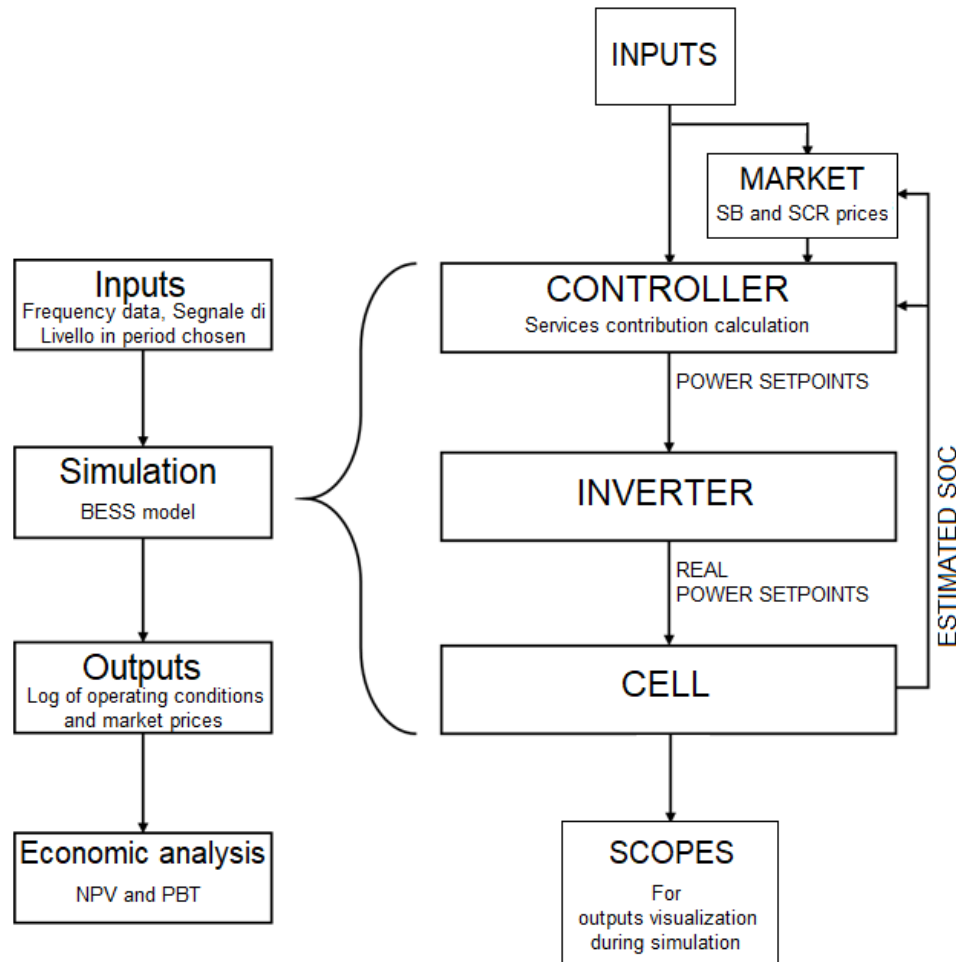 Inputs
Frequency data, Segnale di
Livello in period chosen
Simulation
BESS model
Outputs
Log of operating conditions
and market prices
Economic analysis
NPV and PBT
INPUTS
MARKET
SB and SCR prices
CONTROLLER
Services contribution calculation
POWER SETPOINTS
INVERTER
REAL
POWER SETPOINTS
CELL
ESTIMATED SOC
SCOPES
For
outputs visualization
during simulation